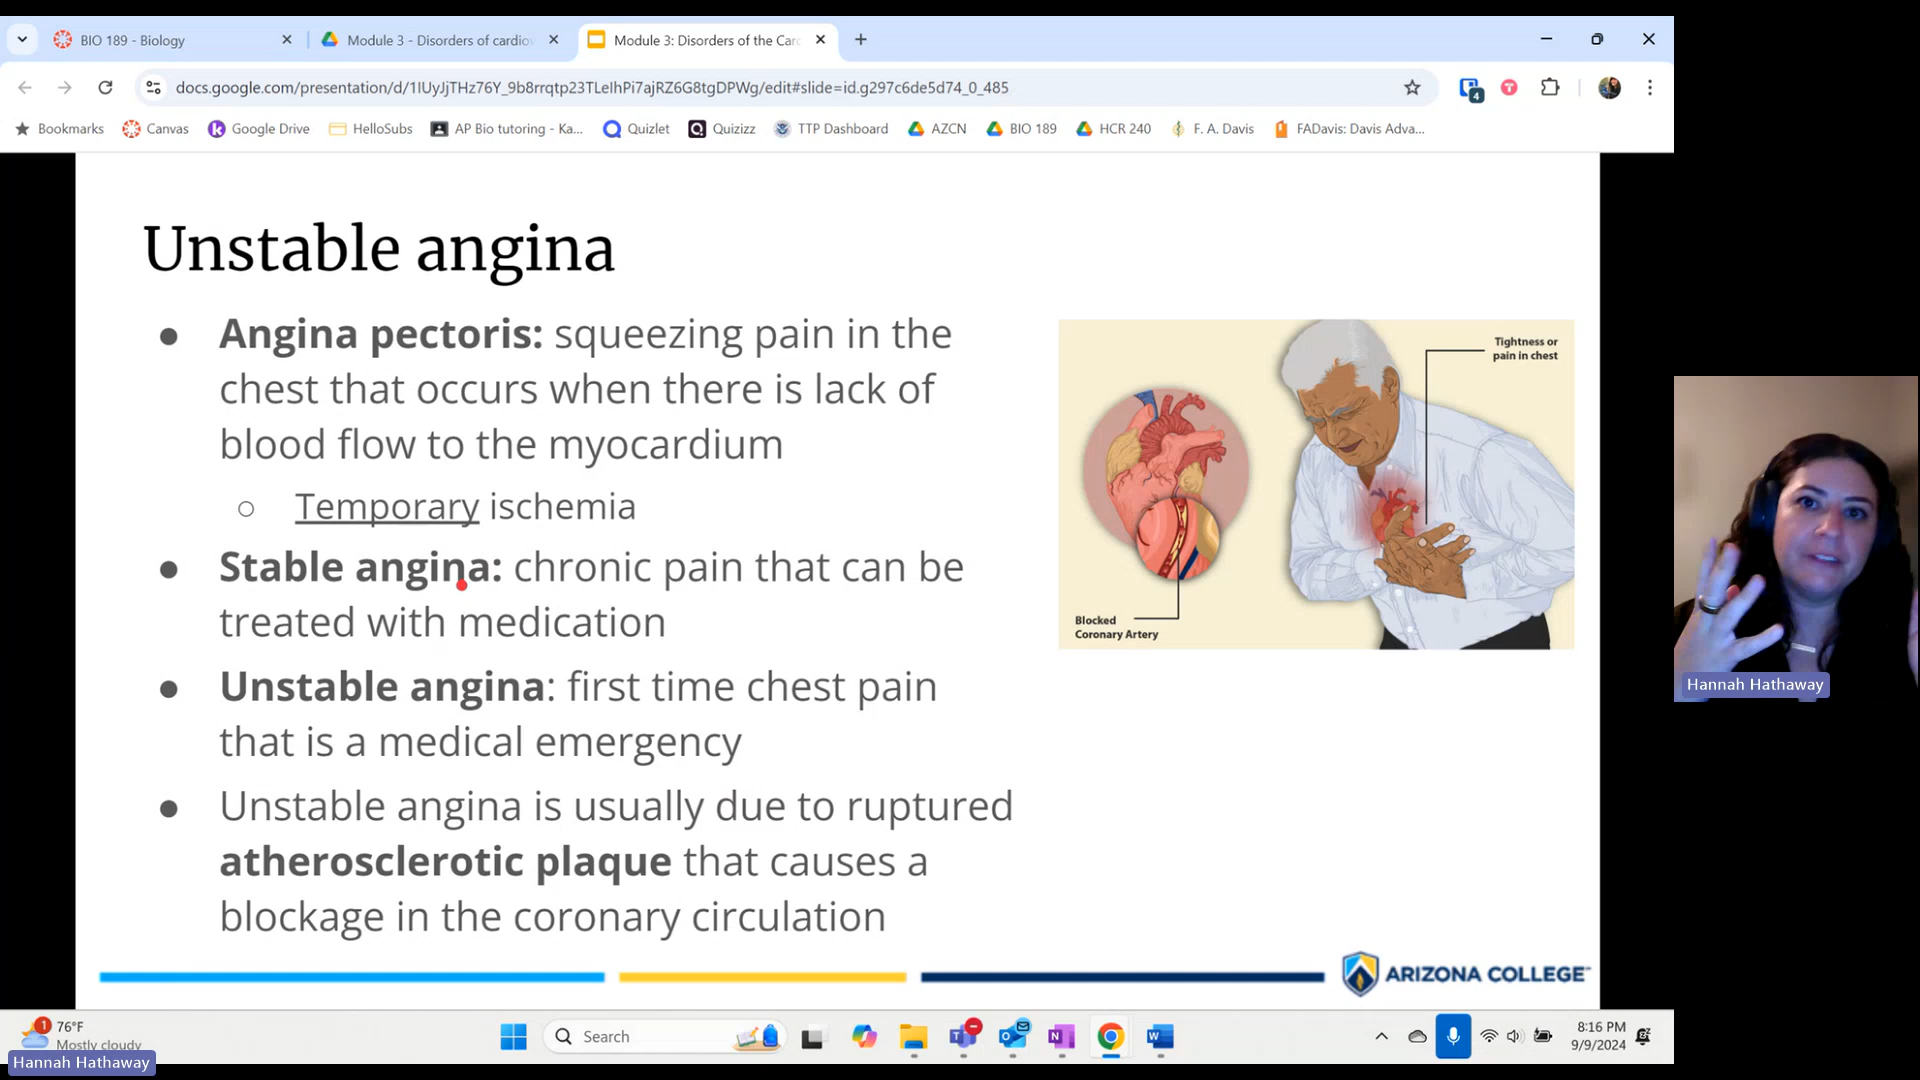 BIO 189 - Biology
Module 3 - Disorders of cardiov
Module 3: Disorders of the Car
docs.google.com/presentation/d/1IUyJjTHz76Y_9b8rrqtp23TLeIhPi7ajRZ6G8tgDPWg/edit#slide=id.g297c6de5d74_0_485
4
Bookmarks
Canvas
Google Drive
HelloSubs
AP Bio tutoring - Ka...
Quizlet
Quizizz
TTP Dashboard
AZCN
BIO 189
HCR 240
F. A. Davis
FADavis: Davis Adva...
Unstable angina
● Angina pectoris: squeezing pain in the
chest that occurs when there is lack of
blood flow to the myocardium
○ Temporary ischemia
● Stable angina: chronic pain that can be
treated with medication
● Unstable angina: first time chest pain
that is a medical emergency
● Unstable angina is usually due to ruptured
atherosclerotic plaque that causes a
blockage in the coronary circulation
Tightness or
pain in chest
Blocked
Coronary Artery
ARIZONA COLLEGE
Hannah Hathaway
1
76°F
Mostly cloudy
Hannah Hathaway
Search
8:16 PM
9/9/2024